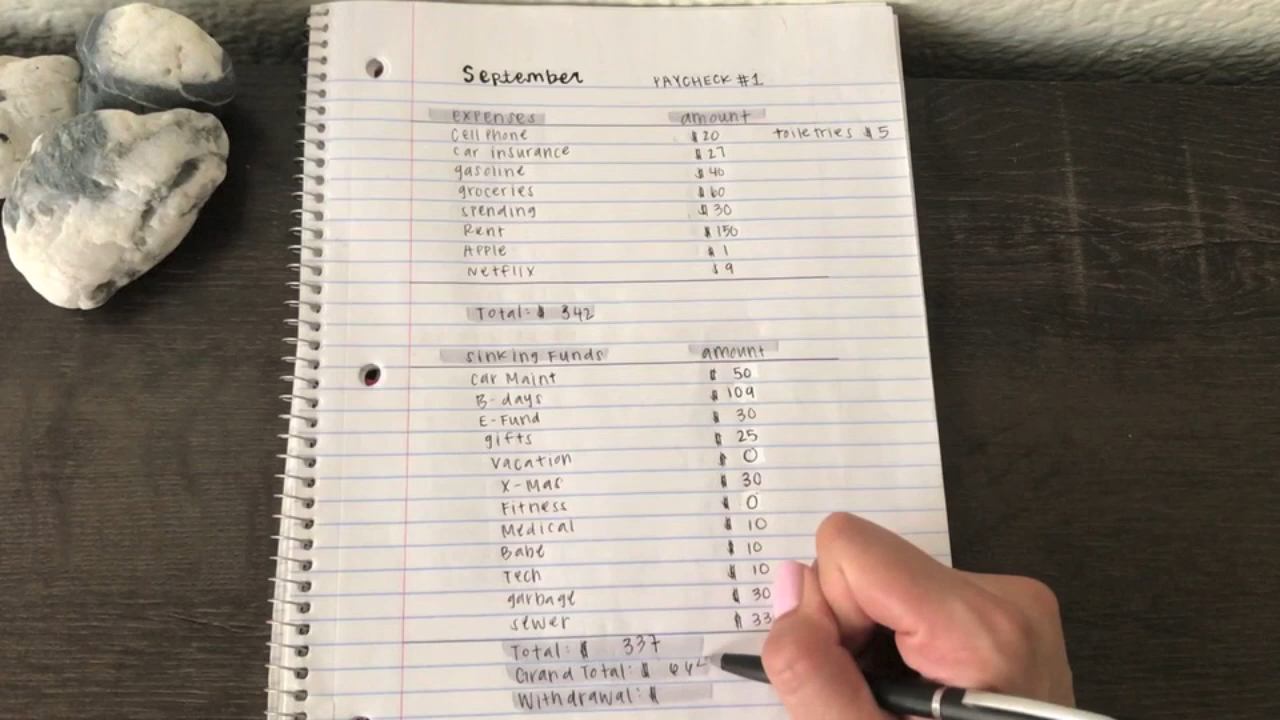 September PAYCHECK #1
expenses amount
Cell Phone $20 toiletries $5
car insurance $27
gasoline $40
groceries $60
spending $30
Rent $150
Apple $1
Netflix $9
Total: $ 342
Sinking Funds amount
Car Maint $ 50
B-days $ 109
E-Fund $ 30
gifts $ 25
Vacation $ 0
X-Mas $ 30
Fitness $ 0
Medical $ 10
Babe $ 10
Tech $ 10
garbage $ 30
sewer $ 33
Total: $ 337
Grand Total: $
Withdrawal: $